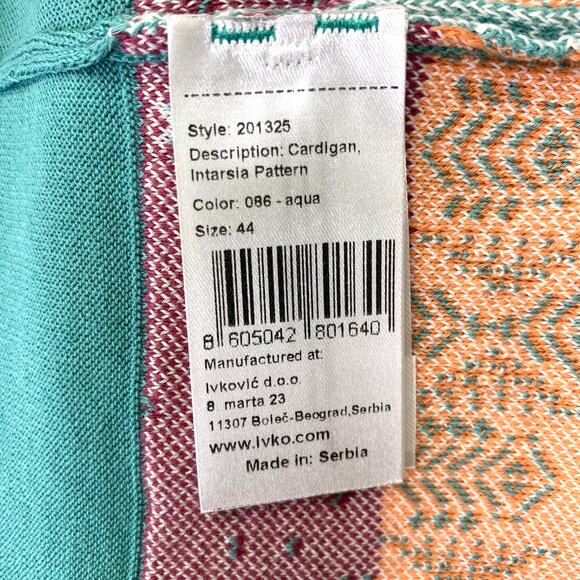 Style: 201325
Description: Cardigan,
Intarsia Pattern
Color: 086 - aqua
Size: 44
8 605042 801640
Manufactured at:
Ivković d.o.o.
8. marta 23
11307 Boleč-Beograd,Serbia
www.Ivko.com
Made in: Serbia